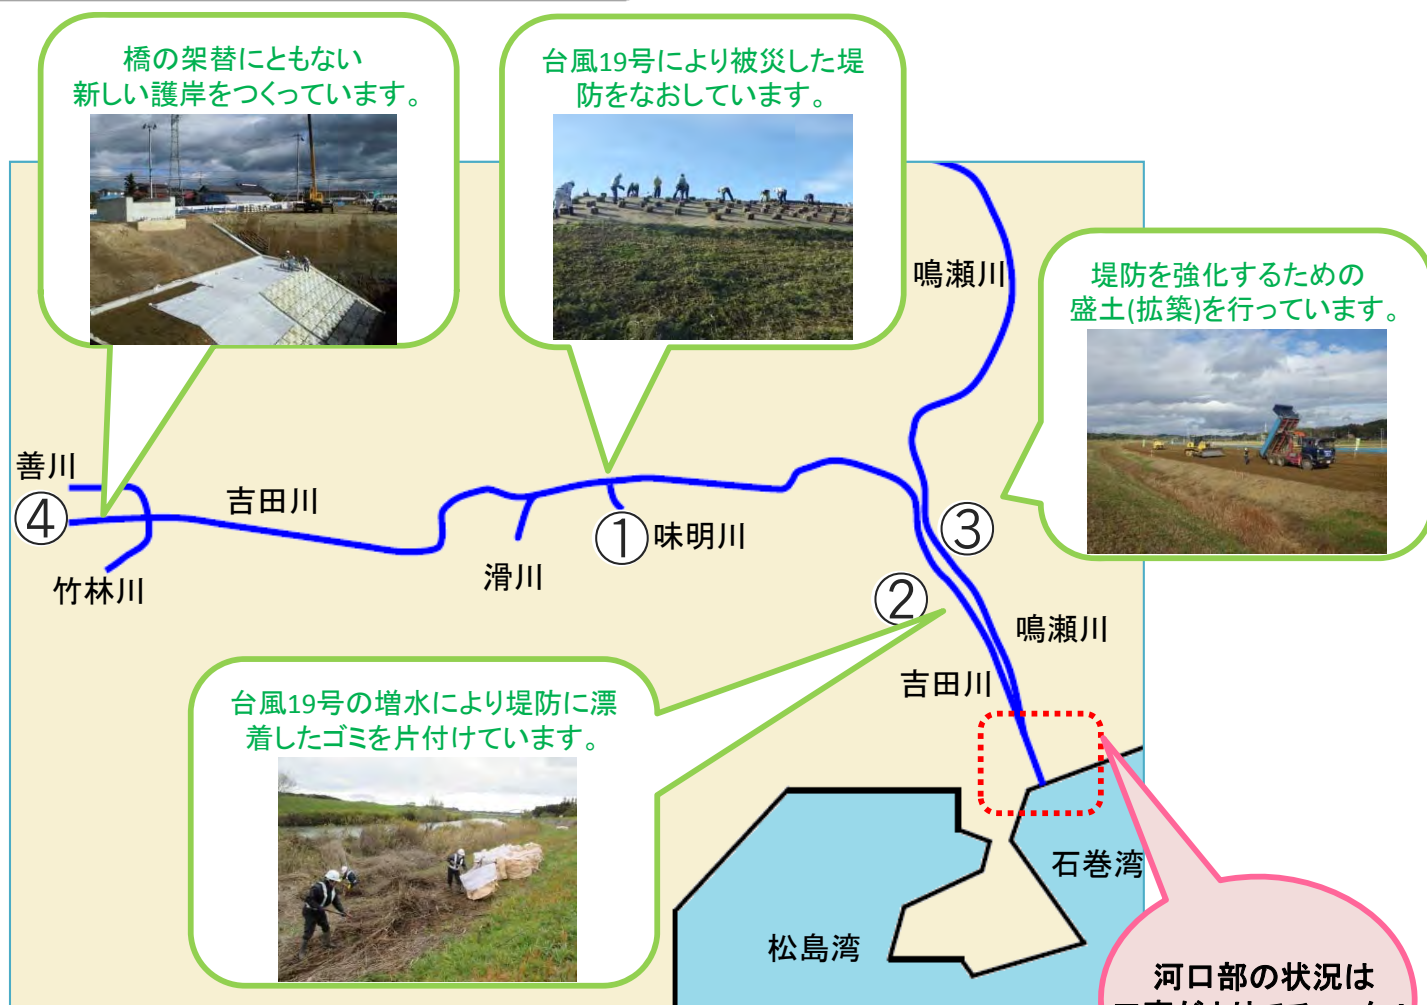 橋の架替にともない
新しい護岸をつくっています。
台風19号により被災した堤
防をなおしています。
鳴瀬川
堤防を強化するための
盛土(拡築)を行っています。
善川
④
吉田川
竹林川
滑川
①
味明川
③
②
鳴瀬川
吉田川
台風19号の増水により堤防に漂
着したゴミを片付けています。
石巻湾
松島湾
河口部の状況は